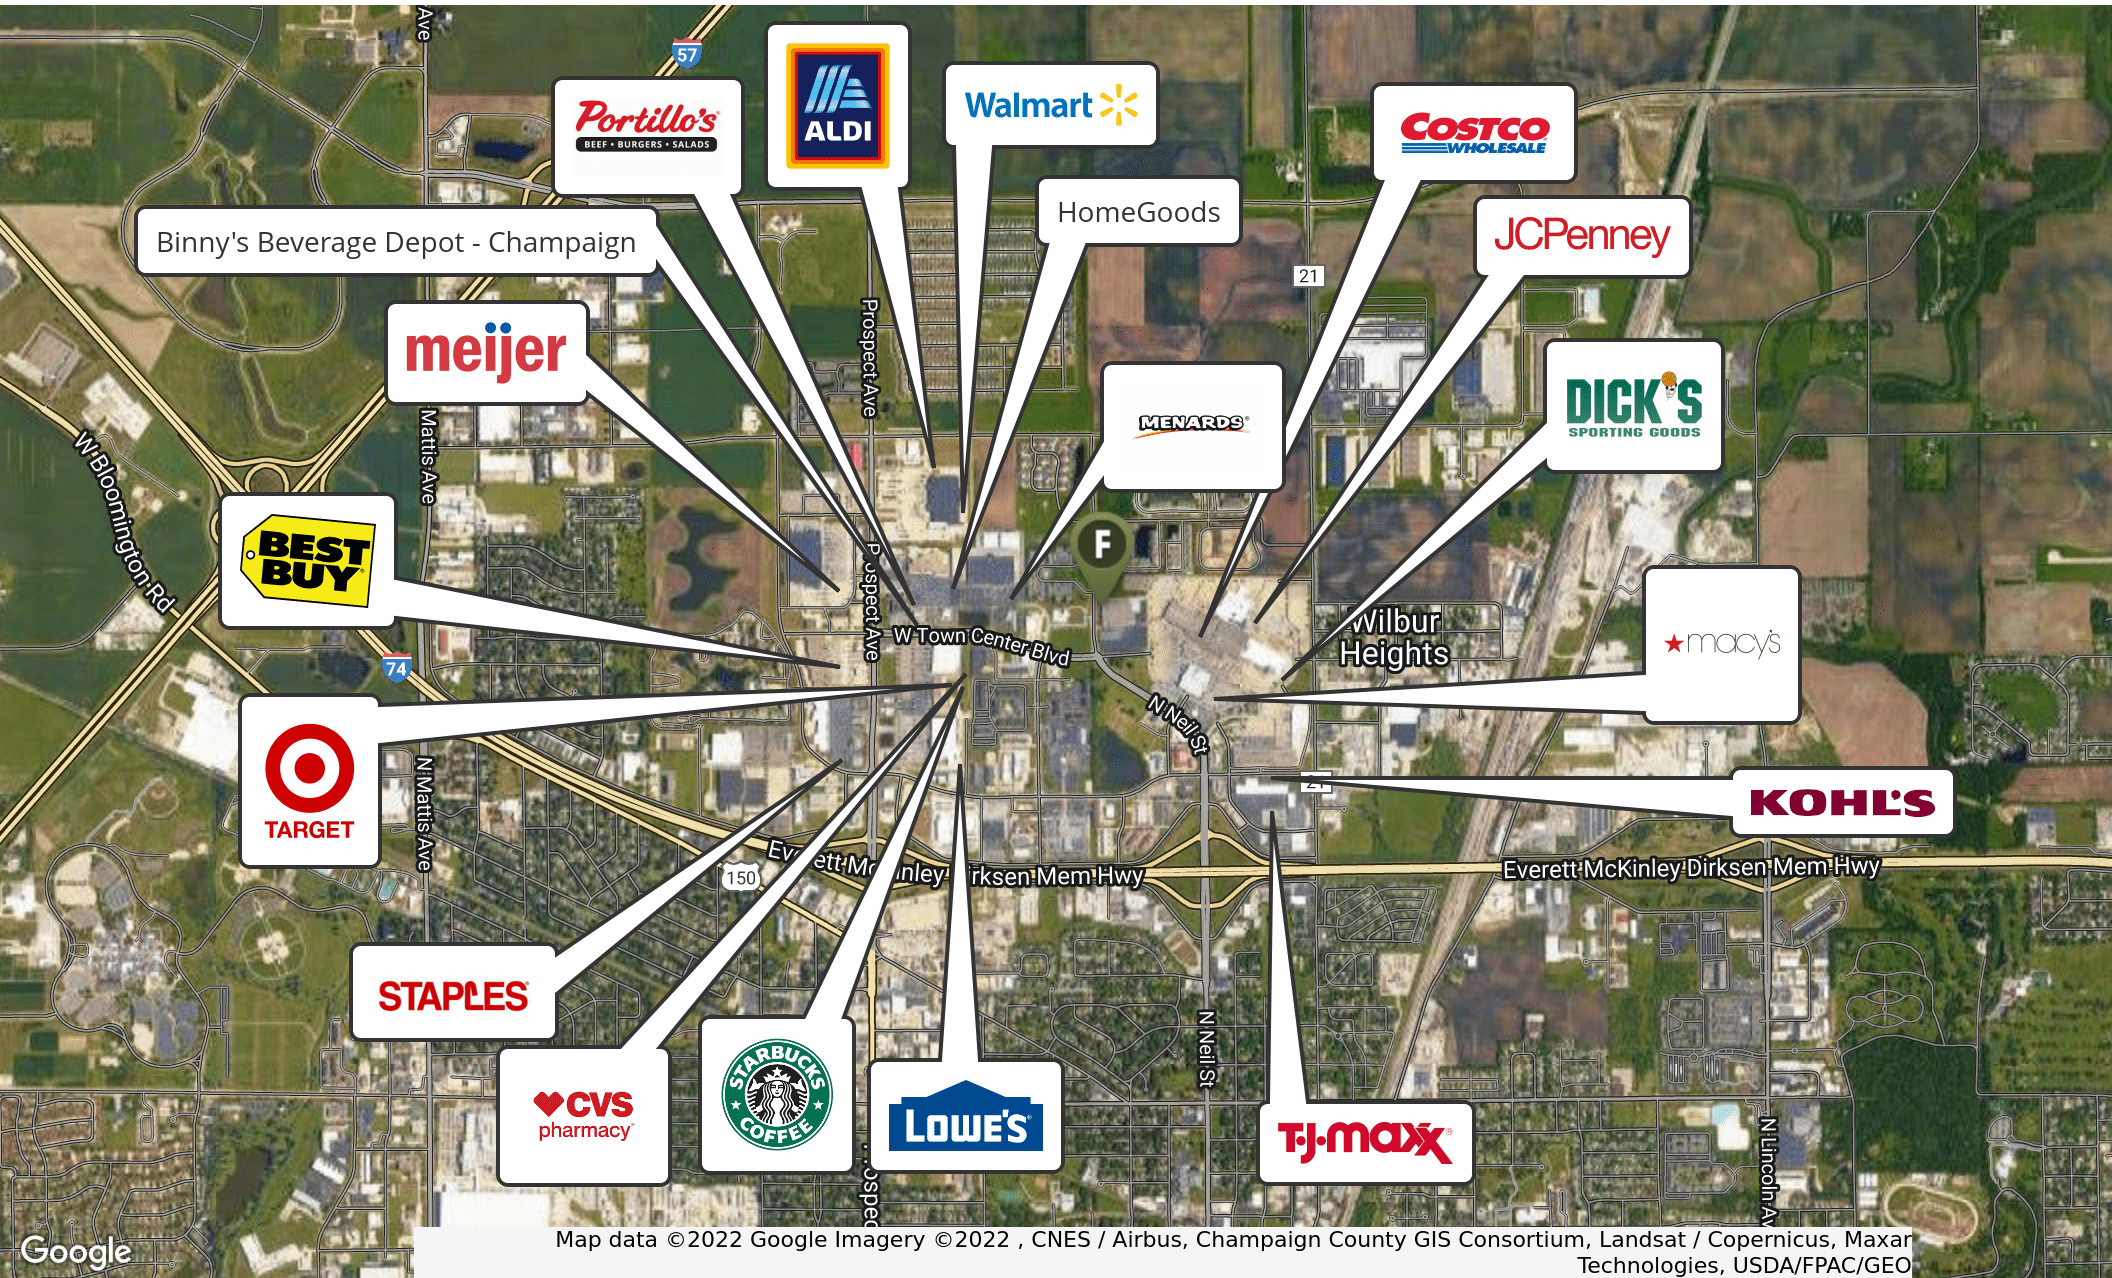 Ave
57
Portillo's
BEEF • BURGERS • SALADS
ALDI
Walmart
COSTCO
WHOLESALE
HomeGoods
JCPenney
Binny's Beverage Depot - Champaign
21
meijer
Prospect Ave
MENARDS®
DICK'S
SPORTING GOODS
Mattis Ave
W Bloomington Rd
BEST
BUY
F
Prospect Ave
W Town Center Blvd
Wilbur
Heights
macy's
74
N Neil St
TARGET
N Mattis Ave
21
KOHL'S
150
Everett McKinley Dirksen Mem Hwy
Everett McKinley Dirksen Mem Hwy
STAPLES
CVS
pharmacy
STARBUCKS
COFFEE
LOWE'S
N Neil St
T·J·maxx®
N Lincoln Av
Google
Map data ©2022 Google Imagery ©2022 , CNES / Airbus, Champaign County GIS Consortium, Landsat / Copernicus, Maxar
Technologies, USDA/FPAC/GEO